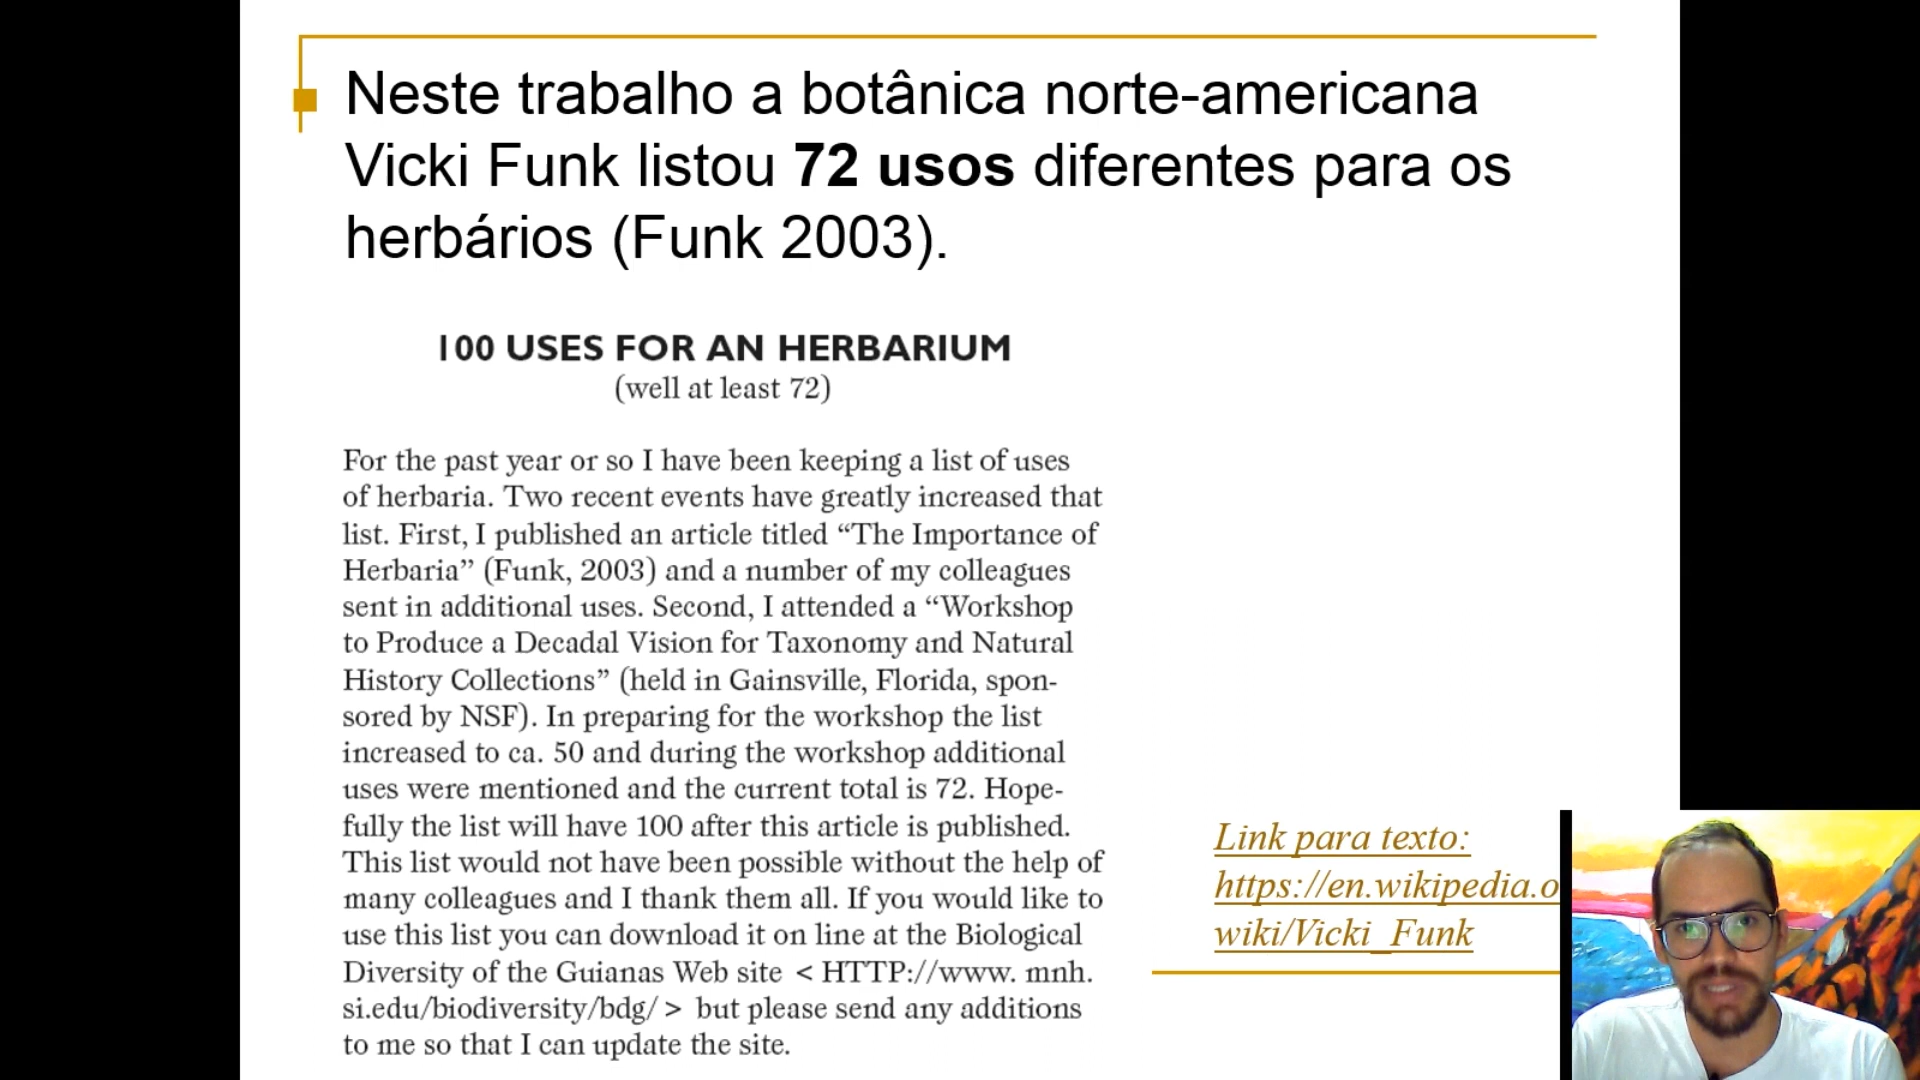 Neste trabalho a botânica norte-americana
Vicki Funk listou 72 usos diferentes para os
herbários (Funk 2003).
100 USES FOR AN HERBARIUM
(well at least 72)
For the past year or so I have been keeping a list of uses
of herbaria. Two recent events have greatly increased that
list. First, I published an article titled “The Importance of
Herbaria” (Funk, 2003) and a number of my colleagues
sent in additional uses. Second, I attended a “Workshop
to Produce a Decadal Vision for Taxonomy and Natural
History Collections” (held in Gainsville, Florida, spon-
sored by NSF). In preparing for the workshop the list
increased to ca. 50 and during the workshop additional
uses were mentioned and the current total is 72. Hope-
fully the list will have 100 after this article is published.
This list would not have been possible without the help of
many colleagues and I thank them all. If you would like to
use this list you can download it on line at the Biological
Diversity of the Guianas Web site < HTTP://www. mnh.
si.edu/biodiversity/bdg/ > but please send any additions
to me so that I can update the site.
Link para texto:
https://en.wikipedia.o
wiki/Vicki_Funk